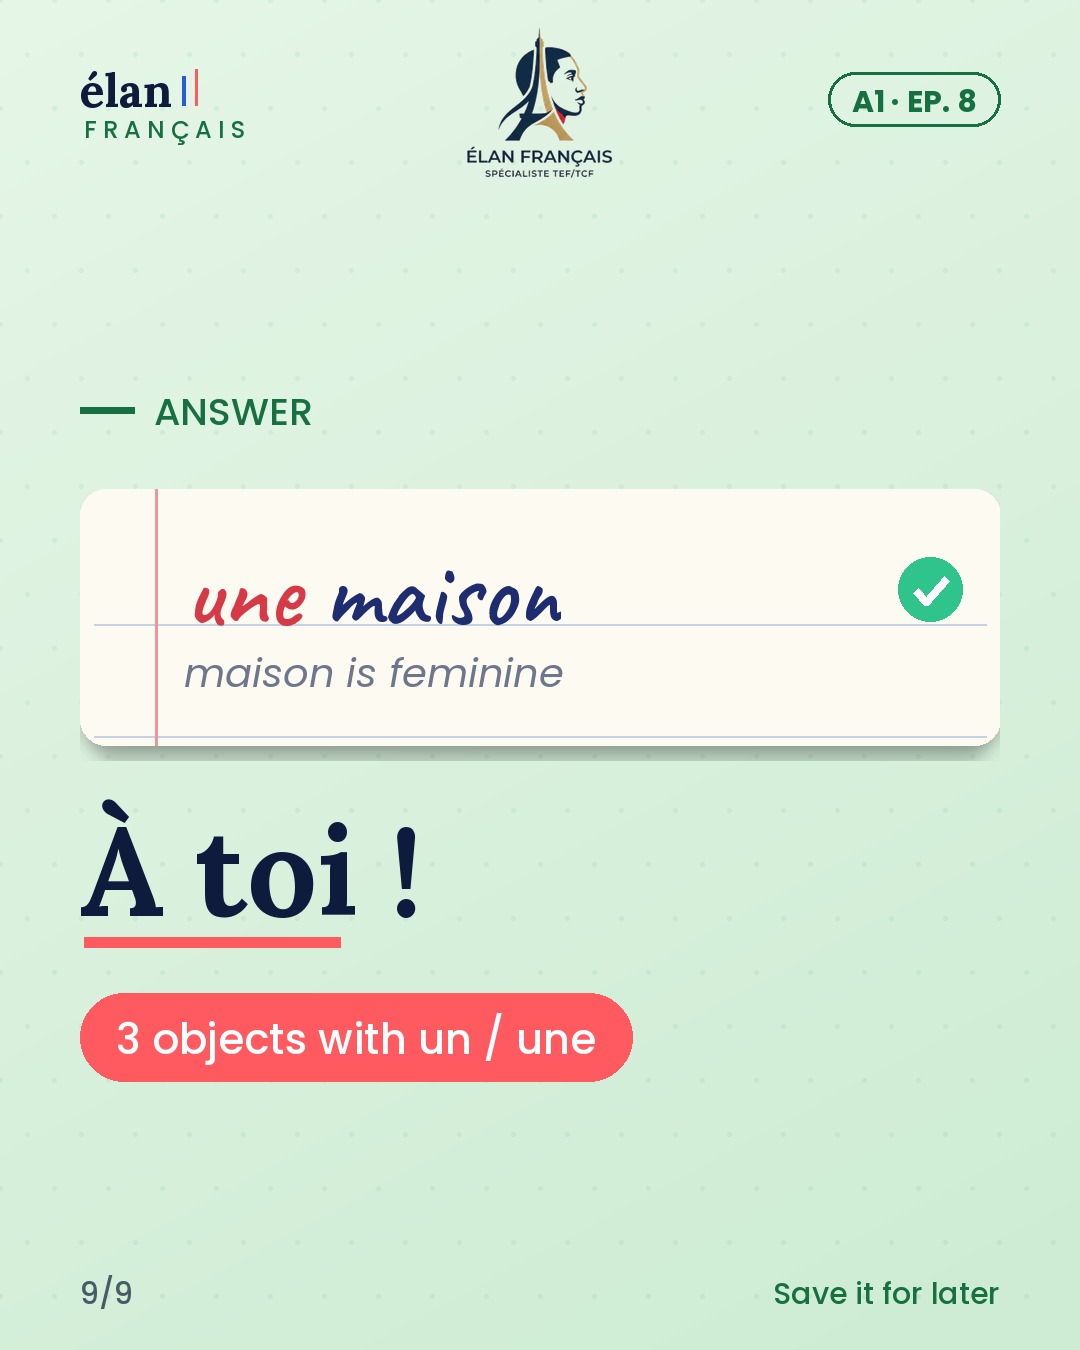 élan
FRANÇAIS
ÉLAN FRANÇAIS
SPÉCIALISTE TEF/TCF
A1 · EP. 8
ANSWER
une maison
maison is feminine
À toi !
3 objects with un / une
9/9
Save it for later